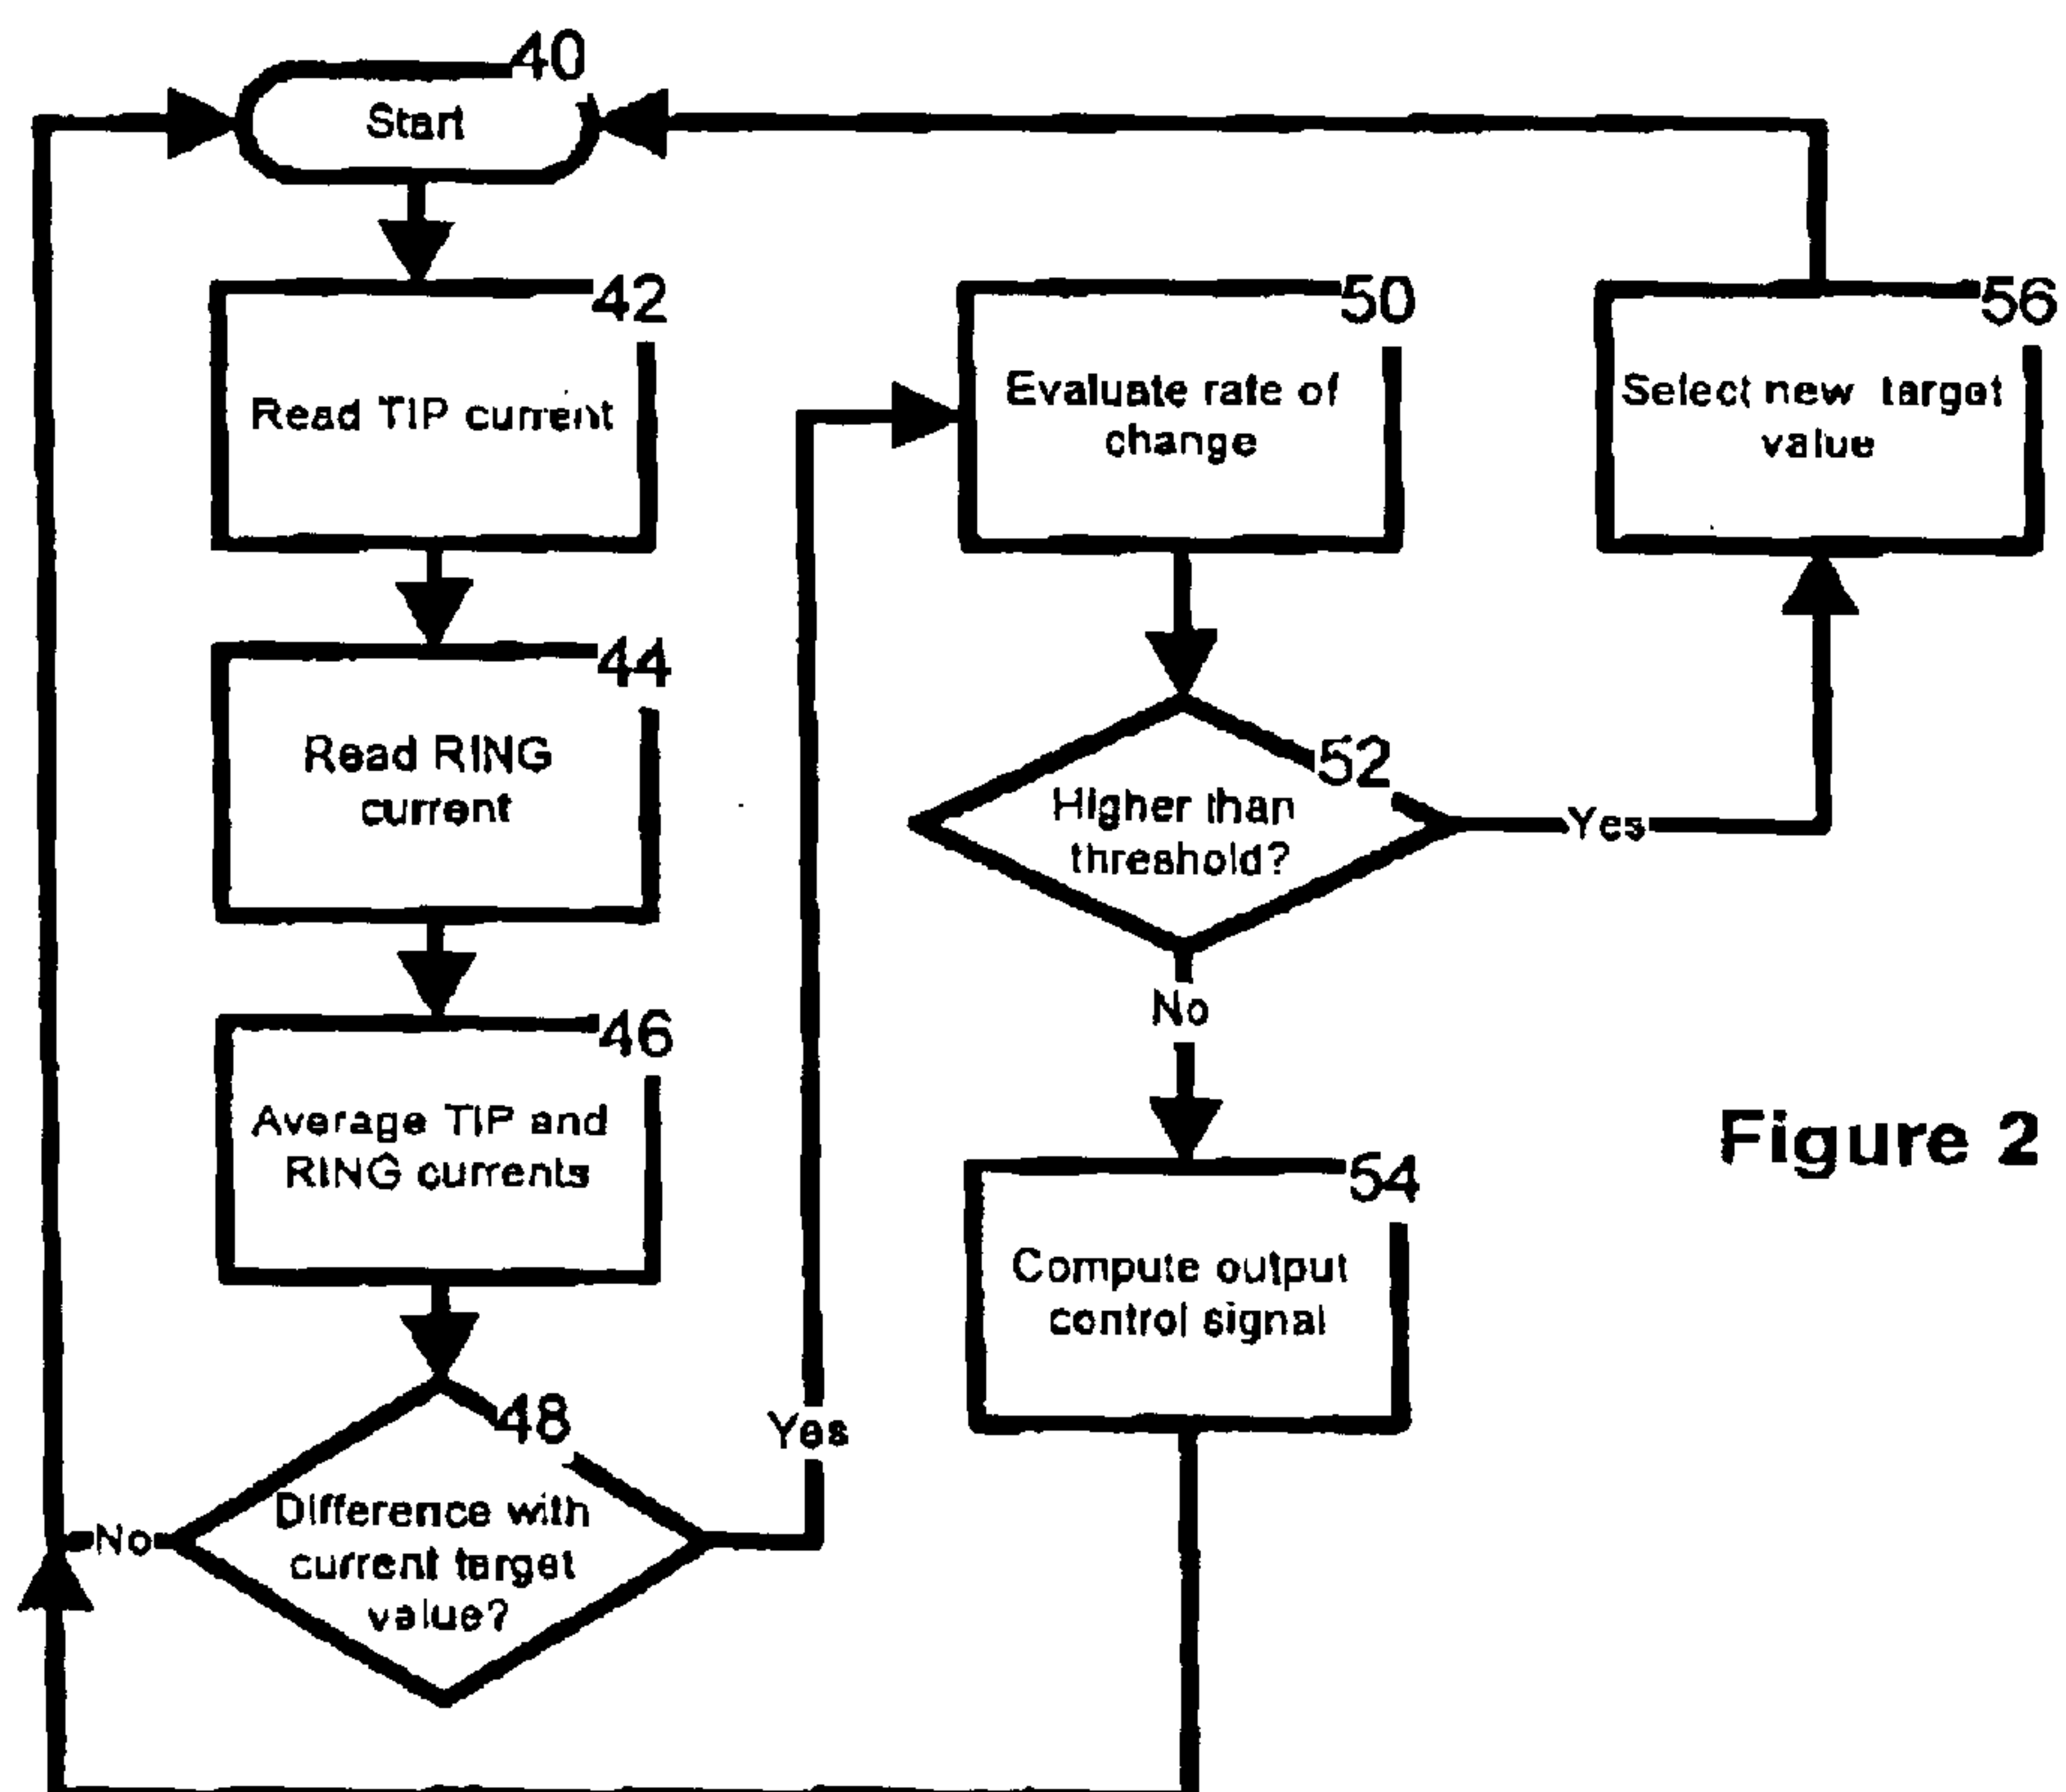 40
Start
42
Read TIP current
44
Read RING
current
46
Average TIP and
RING currents
48
Difference with
current target
value?
No
Yes
50
Evaluate rate of
change
52
Higher than
threshold?
Yes
No
54
Compute output
control signal
56
Select new target
value
Figure 2